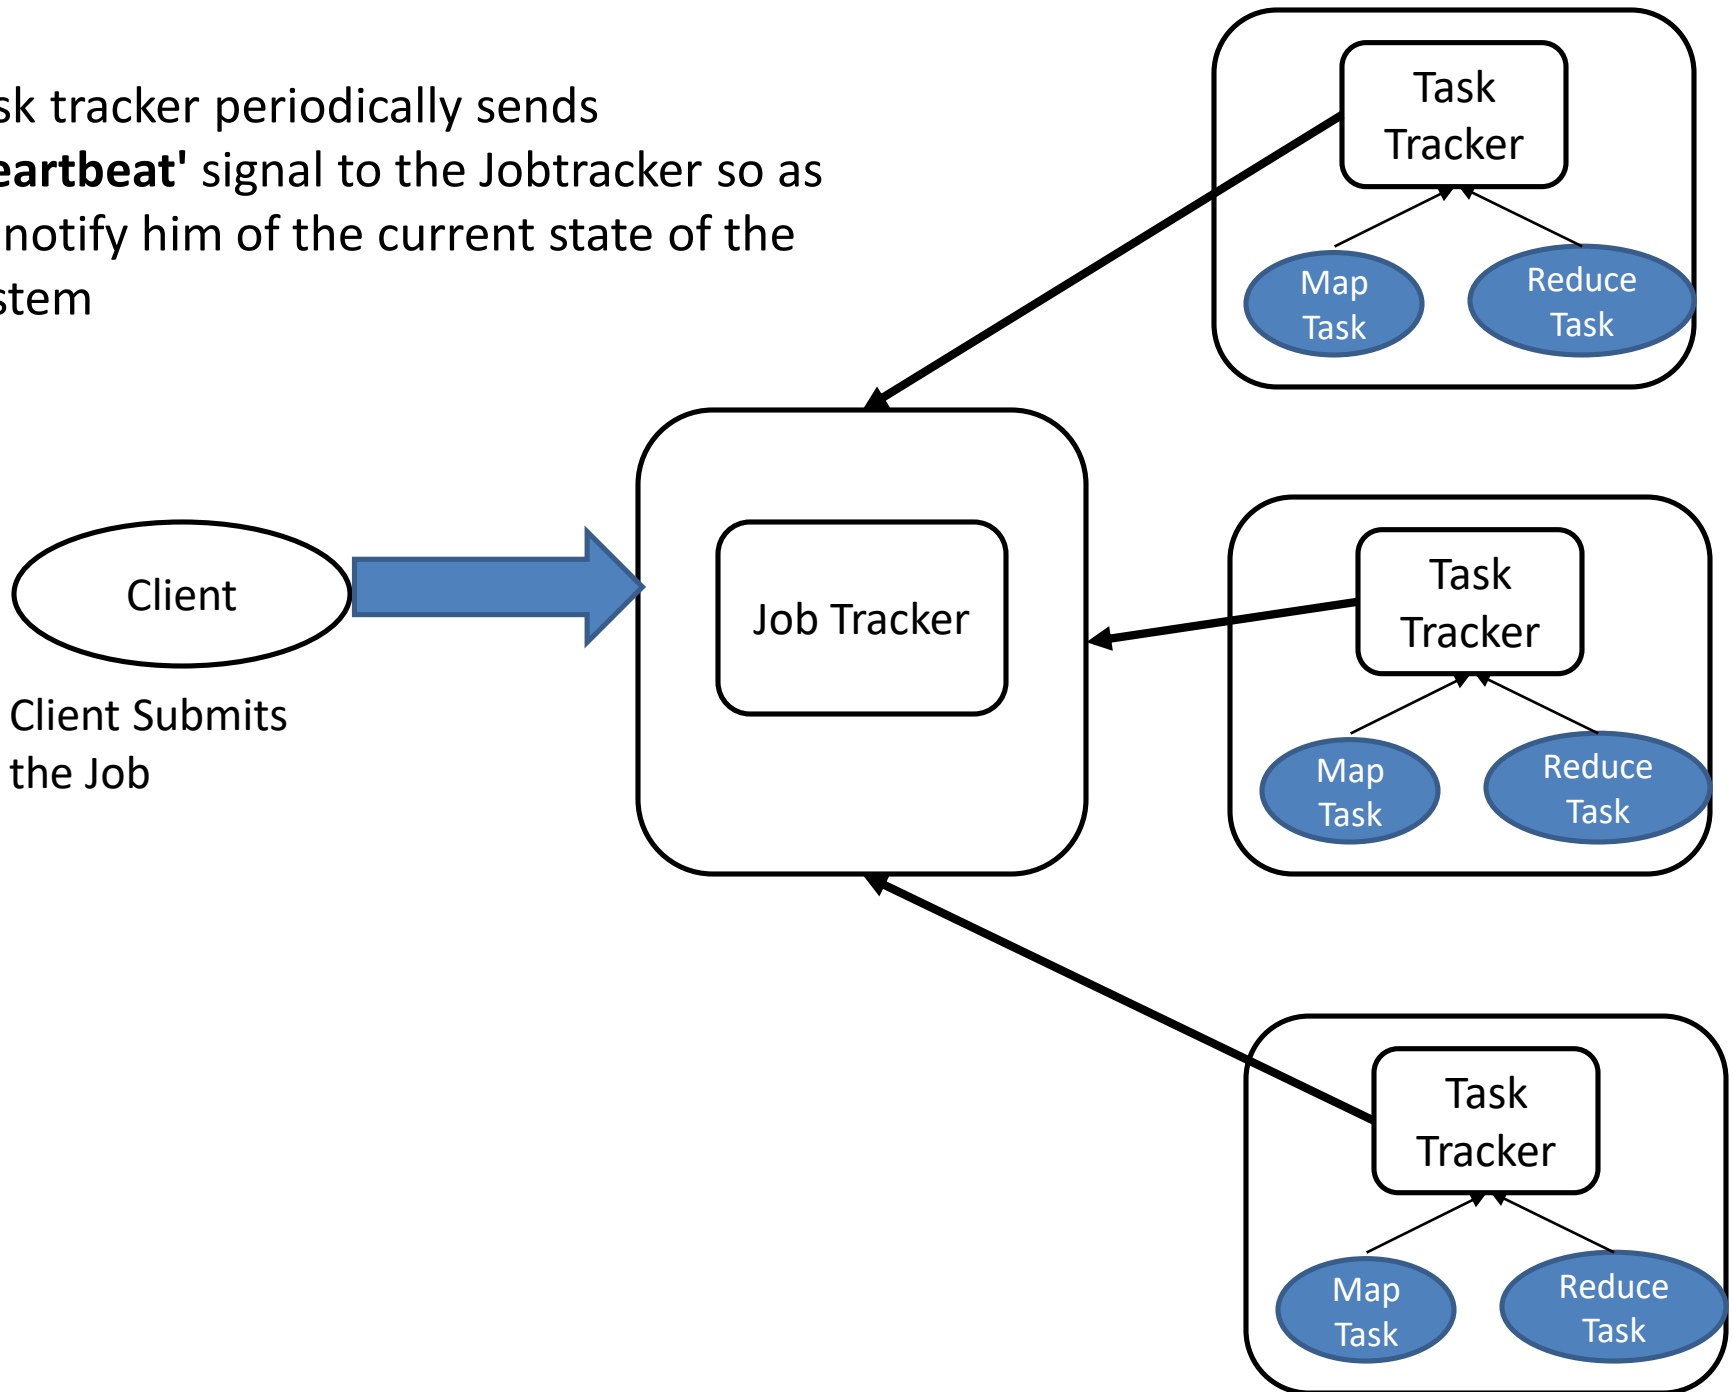 sk tracker periodically sends
eartbeat' signal to the Jobtracker so as
notify him of the current state of the
stem
Client
Client Submits
the Job
Job Tracker
Task
Tracker
Map
Task
Reduce
Task
Task
Tracker
Map
Task
Reduce
Task
Task
Tracker
Map
Task
Reduce
Task